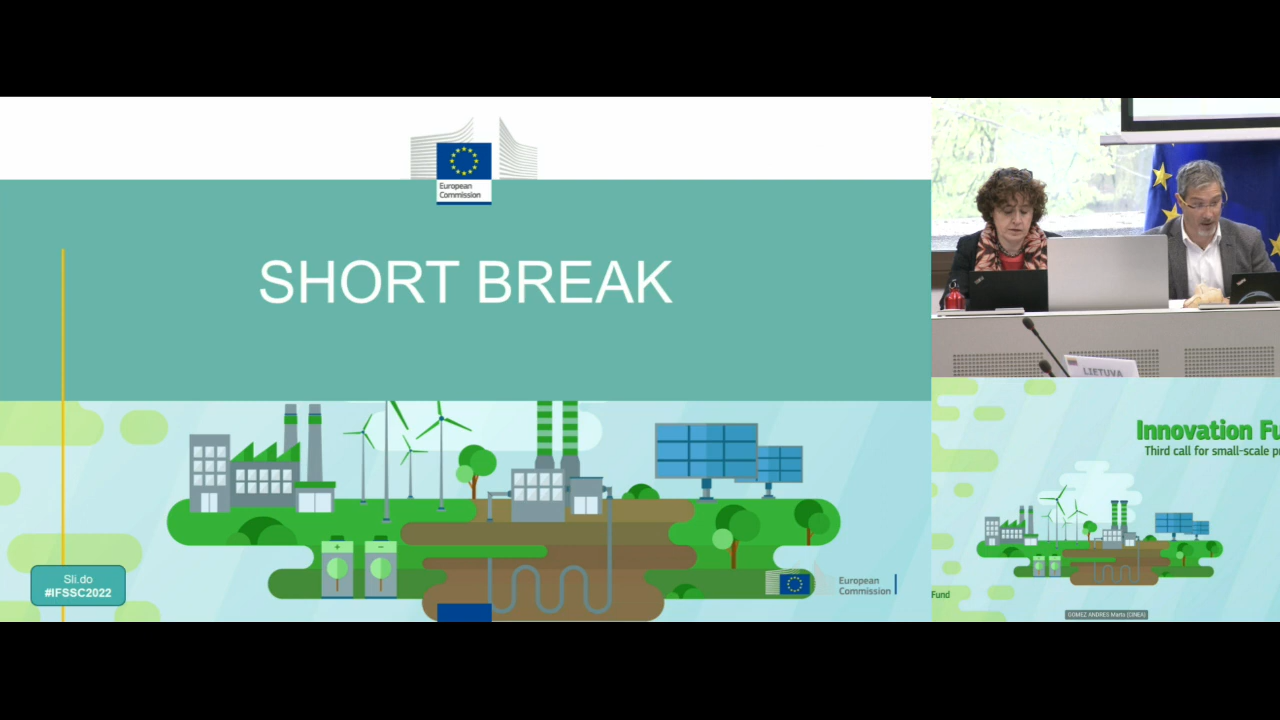 European
Commission
SHORT BREAK
Sli.do
#IFSSC2022
European
Commission
LIETUVA
Innovation Fu
Third call for small-scale p
Fund
GOMEZ ANDRES Marta (CINEA)